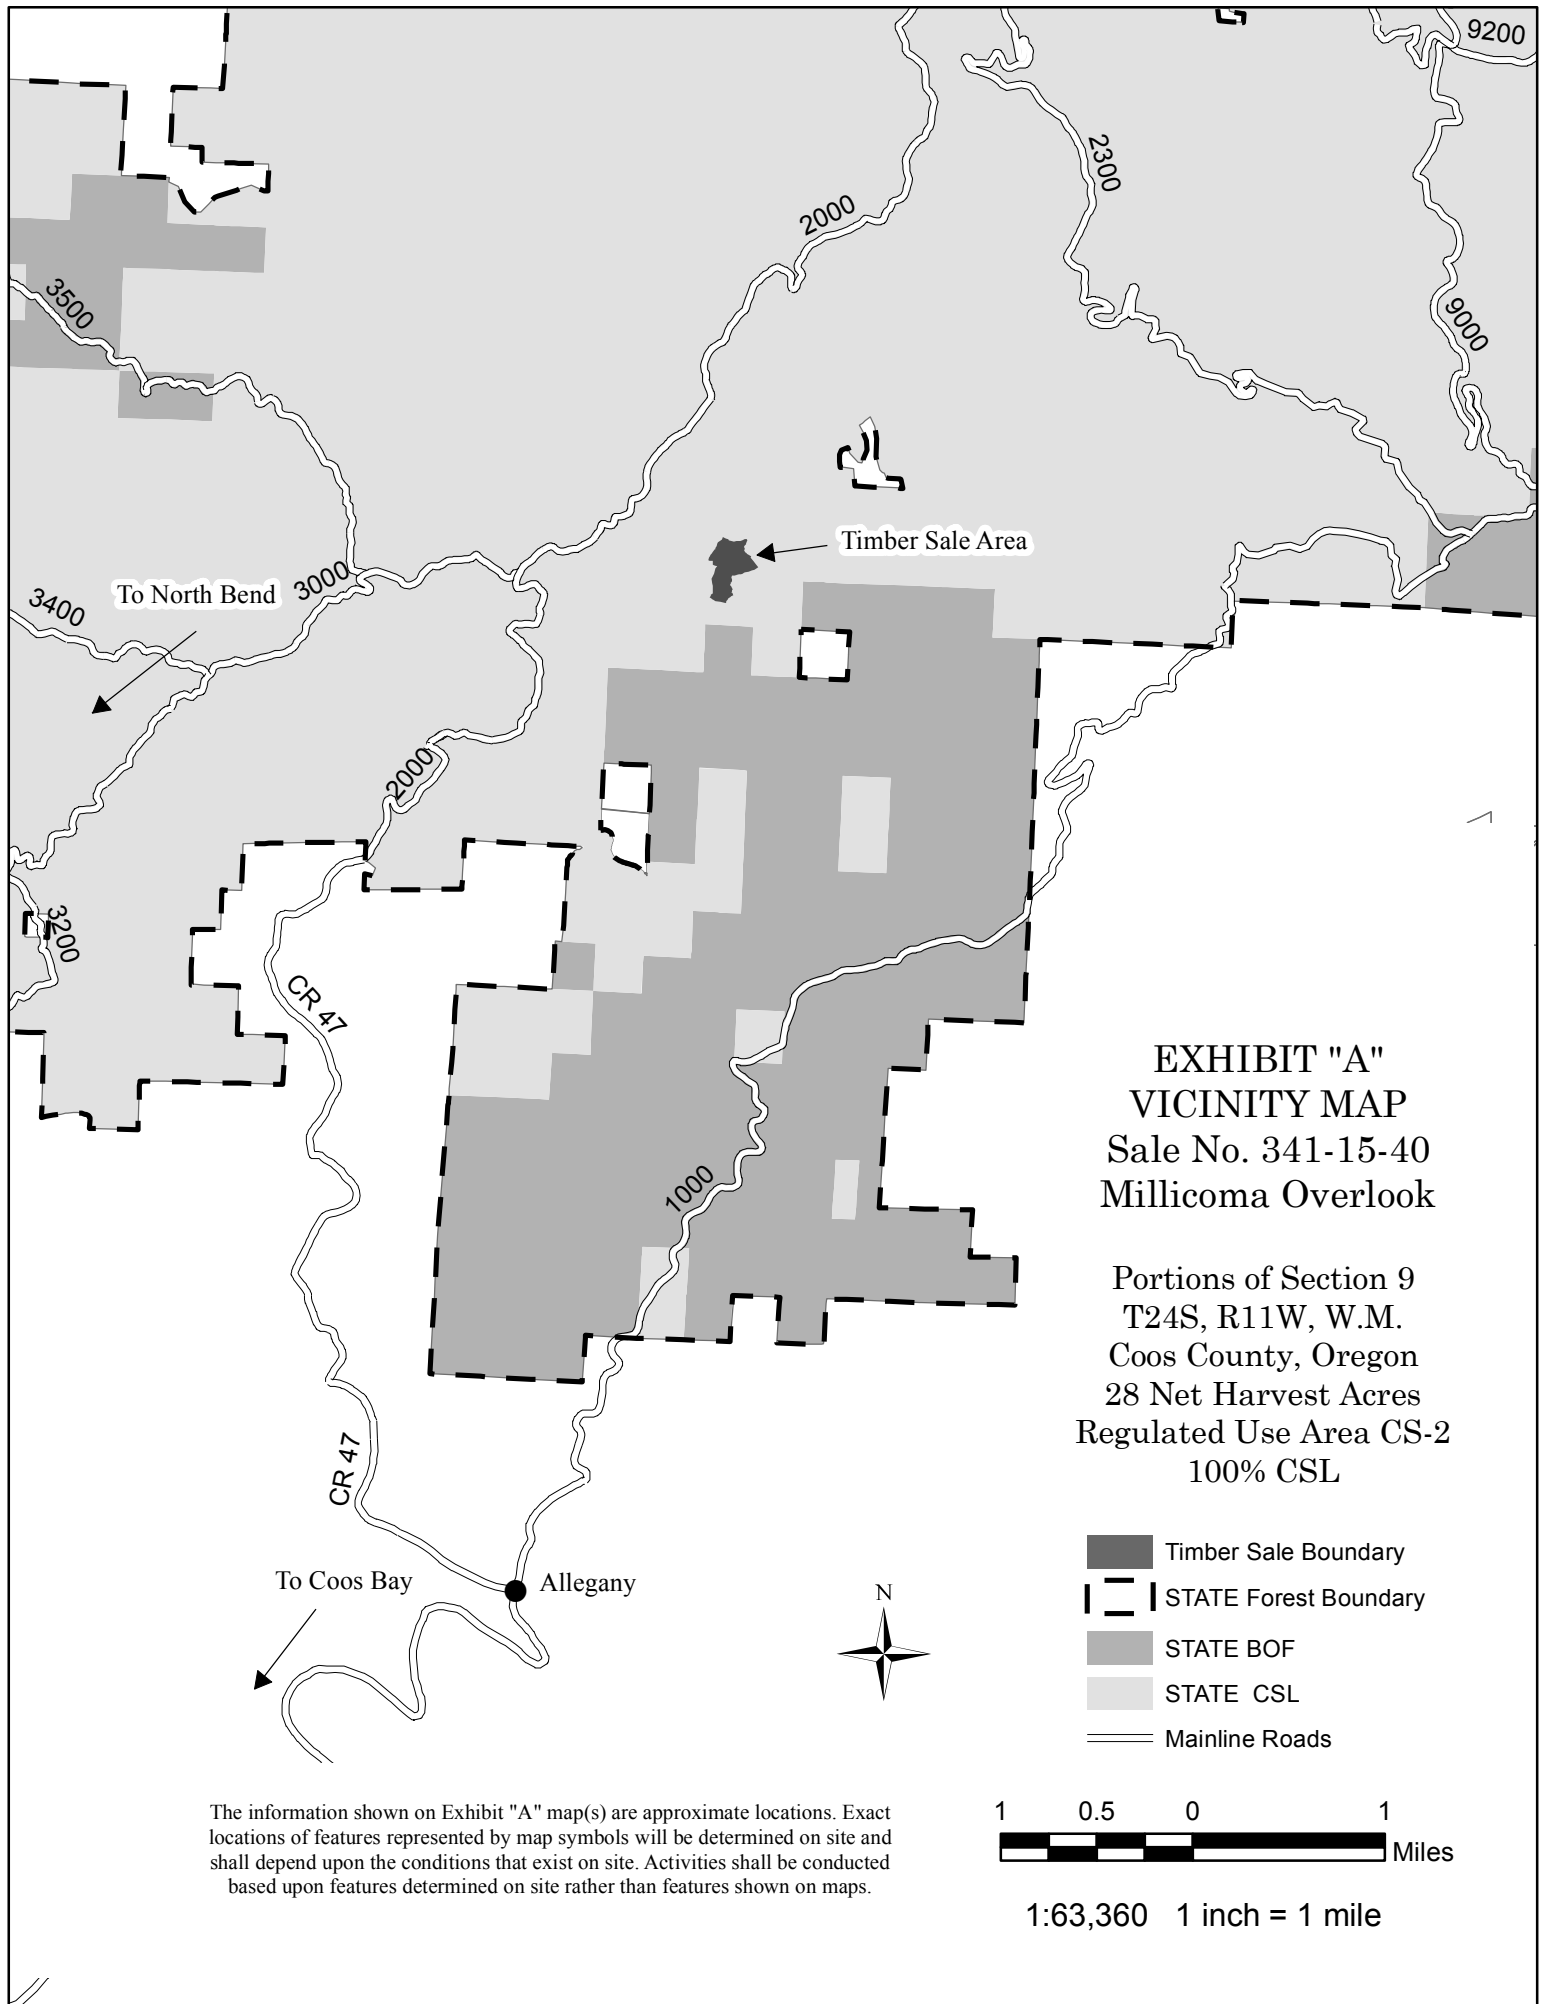 9200
2300
2000
3500
9000
Timber Sale Area
3000
To North Bend
3400
2000
3200
CR 47
EXHIBIT "A"
VICINITY MAP
Sale No. 341-15-40
Millicoma Overlook
1000
Portions of Section 9
T24S, R11W, W.M.
Coos County, Oregon
28 Net Harvest Acres
Regulated Use Area CS-2
100% CSL
CR 47
To Coos Bay
Allegany
N
Timber Sale Boundary
STATE Forest Boundary
STATE BOF
STATE CSL
Mainline Roads
The information shown on Exhibit "A" map(s) are approximate locations. Exact
locations of features represented by map symbols will be determined on site and
shall depend upon the conditions that exist on site. Activities shall be conducted
based upon features determined on site rather than features shown on maps.
1 0.5 0 1
Miles
1:63,360 1 inch = 1 mile